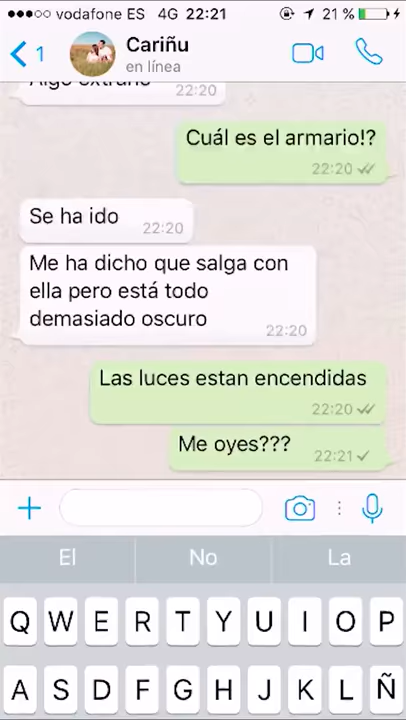 vodafone ES 4G 22:21 21 %
1 Cariñu
en línea
Algo extraño
22:20
Cuál es el armario!?
22:20
Se ha ido
22:20
Me ha dicho que salga con
ella pero está todo
demasiado oscuro
22:20
Las luces estan encendidas
22:20
Me oyes???
22:21
El No La
Q W E R T Y U I O P
A S D F G H J K L Ñ